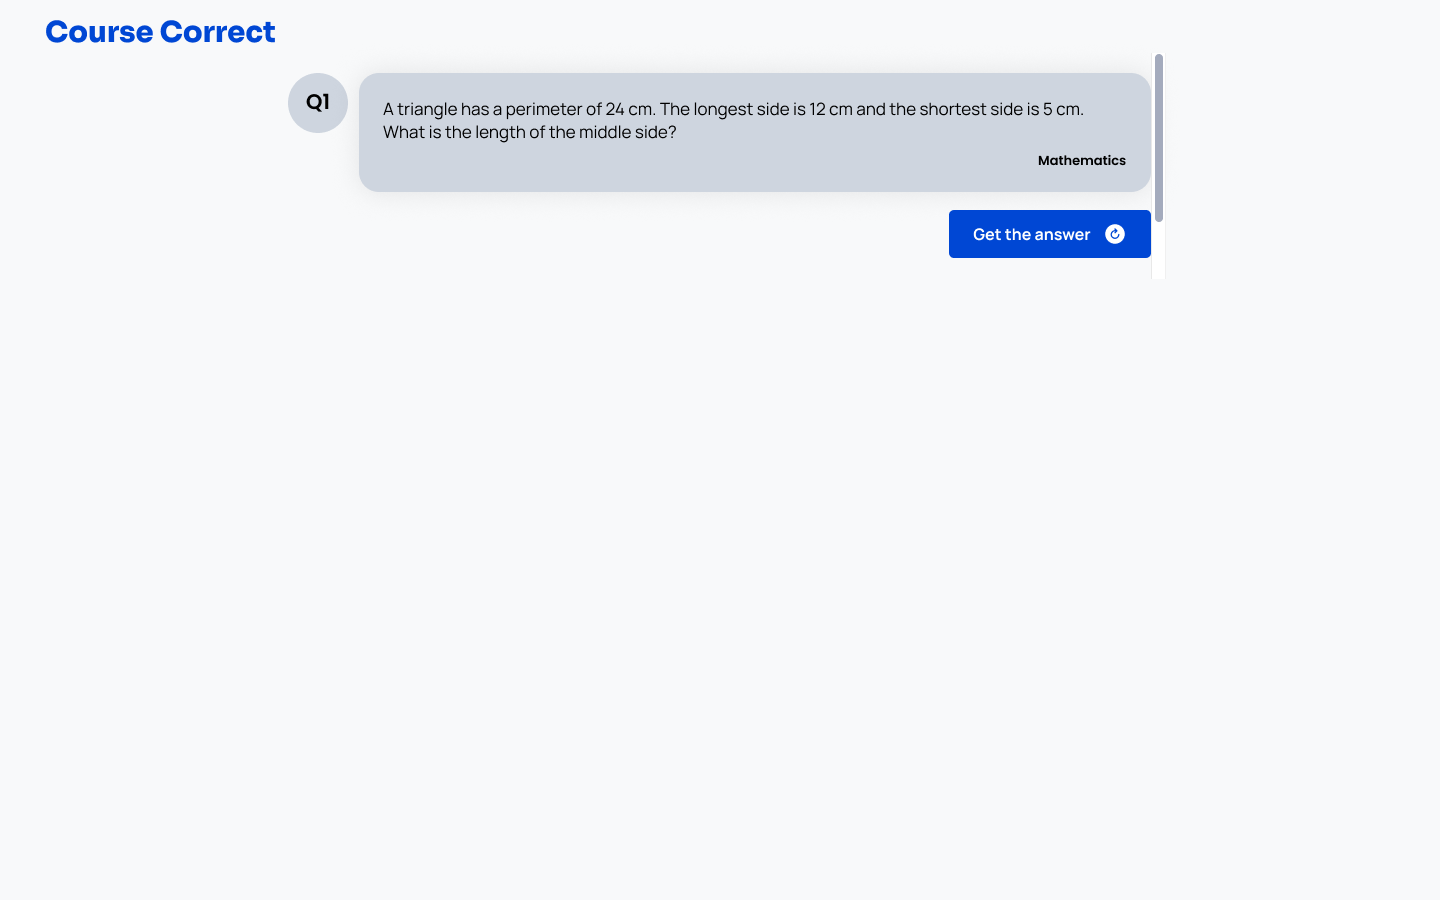 Course Correct
Q1
A triangle has a perimeter of 24 cm. The longest side is 12 cm and the shortest side is 5 cm.
What is the length of the middle side?
Mathematics
Get the answer